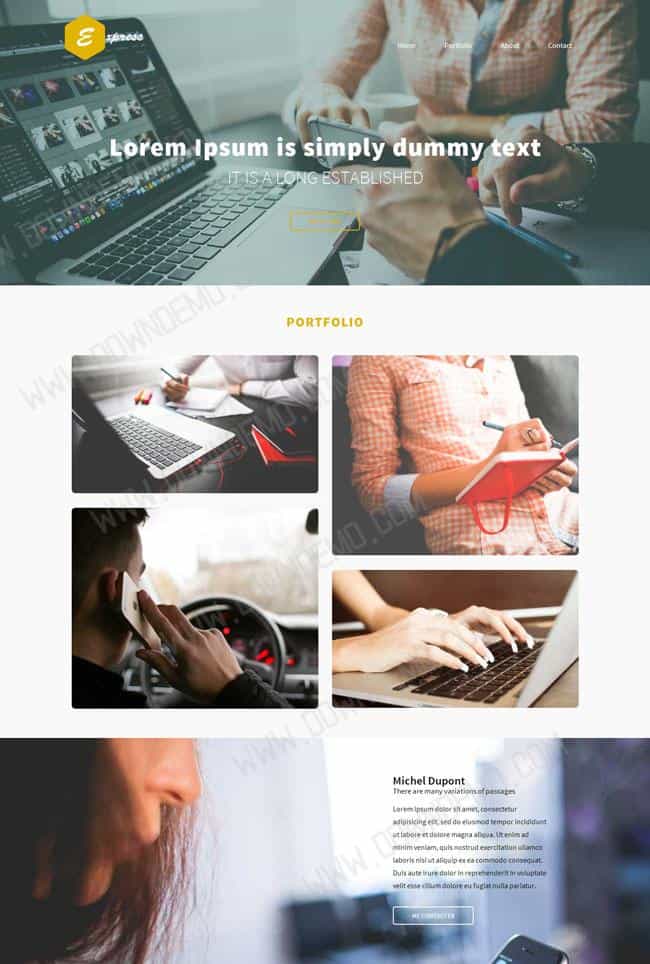 E
Home Portfolio About Contact
Lorem Ipsum is simply dummy text
IT IS A LONG ESTABLISHED
PORTFOLIO
Michel Dupont
There are many variations of passages
Lorem ipsum dolor sit amet, consectetur
adipisicing elit, sed do eiusmod tempor incididunt
ut labore et dolore magna aliqua. Ut enim ad
minim veniam, quis nostrud exercitation ullamco
laboris nisi ut aliquip ex ea commodo consequat.
Duis aute irure dolor in reprehenderit in voluptate
velit esse cillum dolore eu fugiat nulla pariatur.
ME CONTACTER
WWW.DOWNDEMO.COM